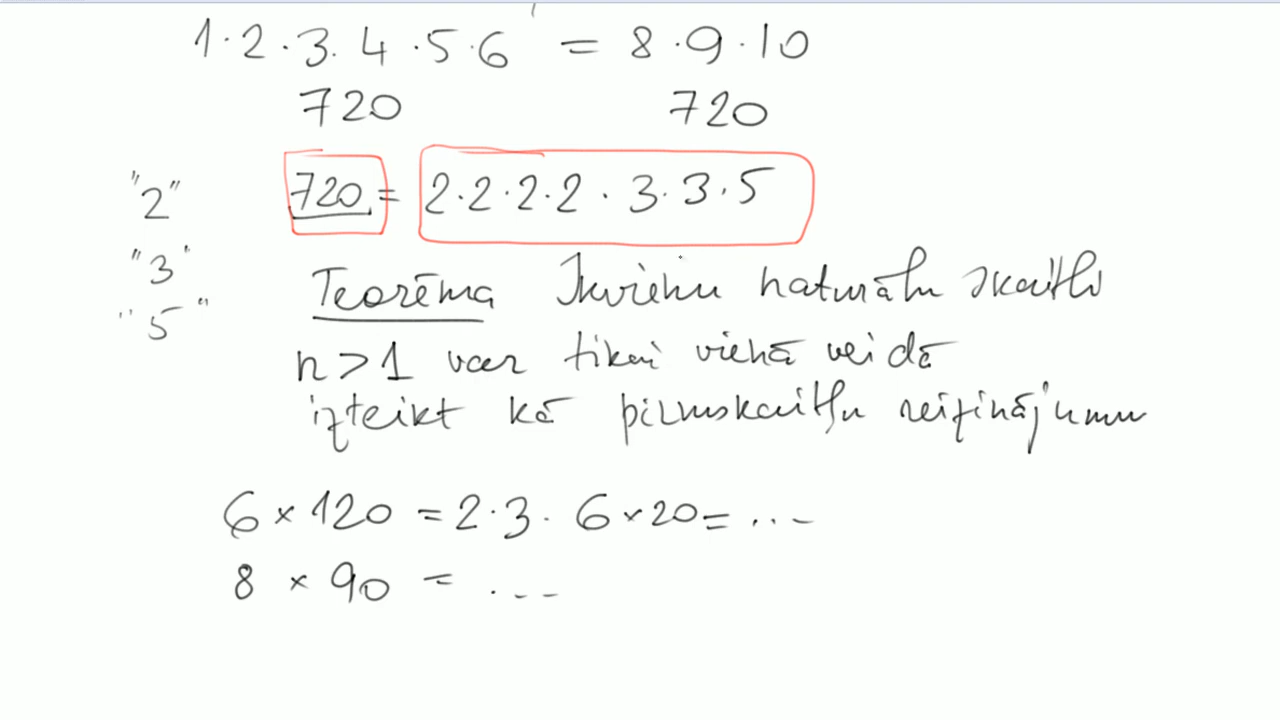 1·2·3·4·5·6 = 8·9·10
720 720
"2" 720 = 2·2·2·2·3·3·5
"3"
"5"
Teorēma Ikvienu naturālu skaitli
n>1 var tikai vienā veidā
izteikt kā pirmskaitļu reizinājumu
6×120 = 2·3·6×20 = ...
8×90 = ...